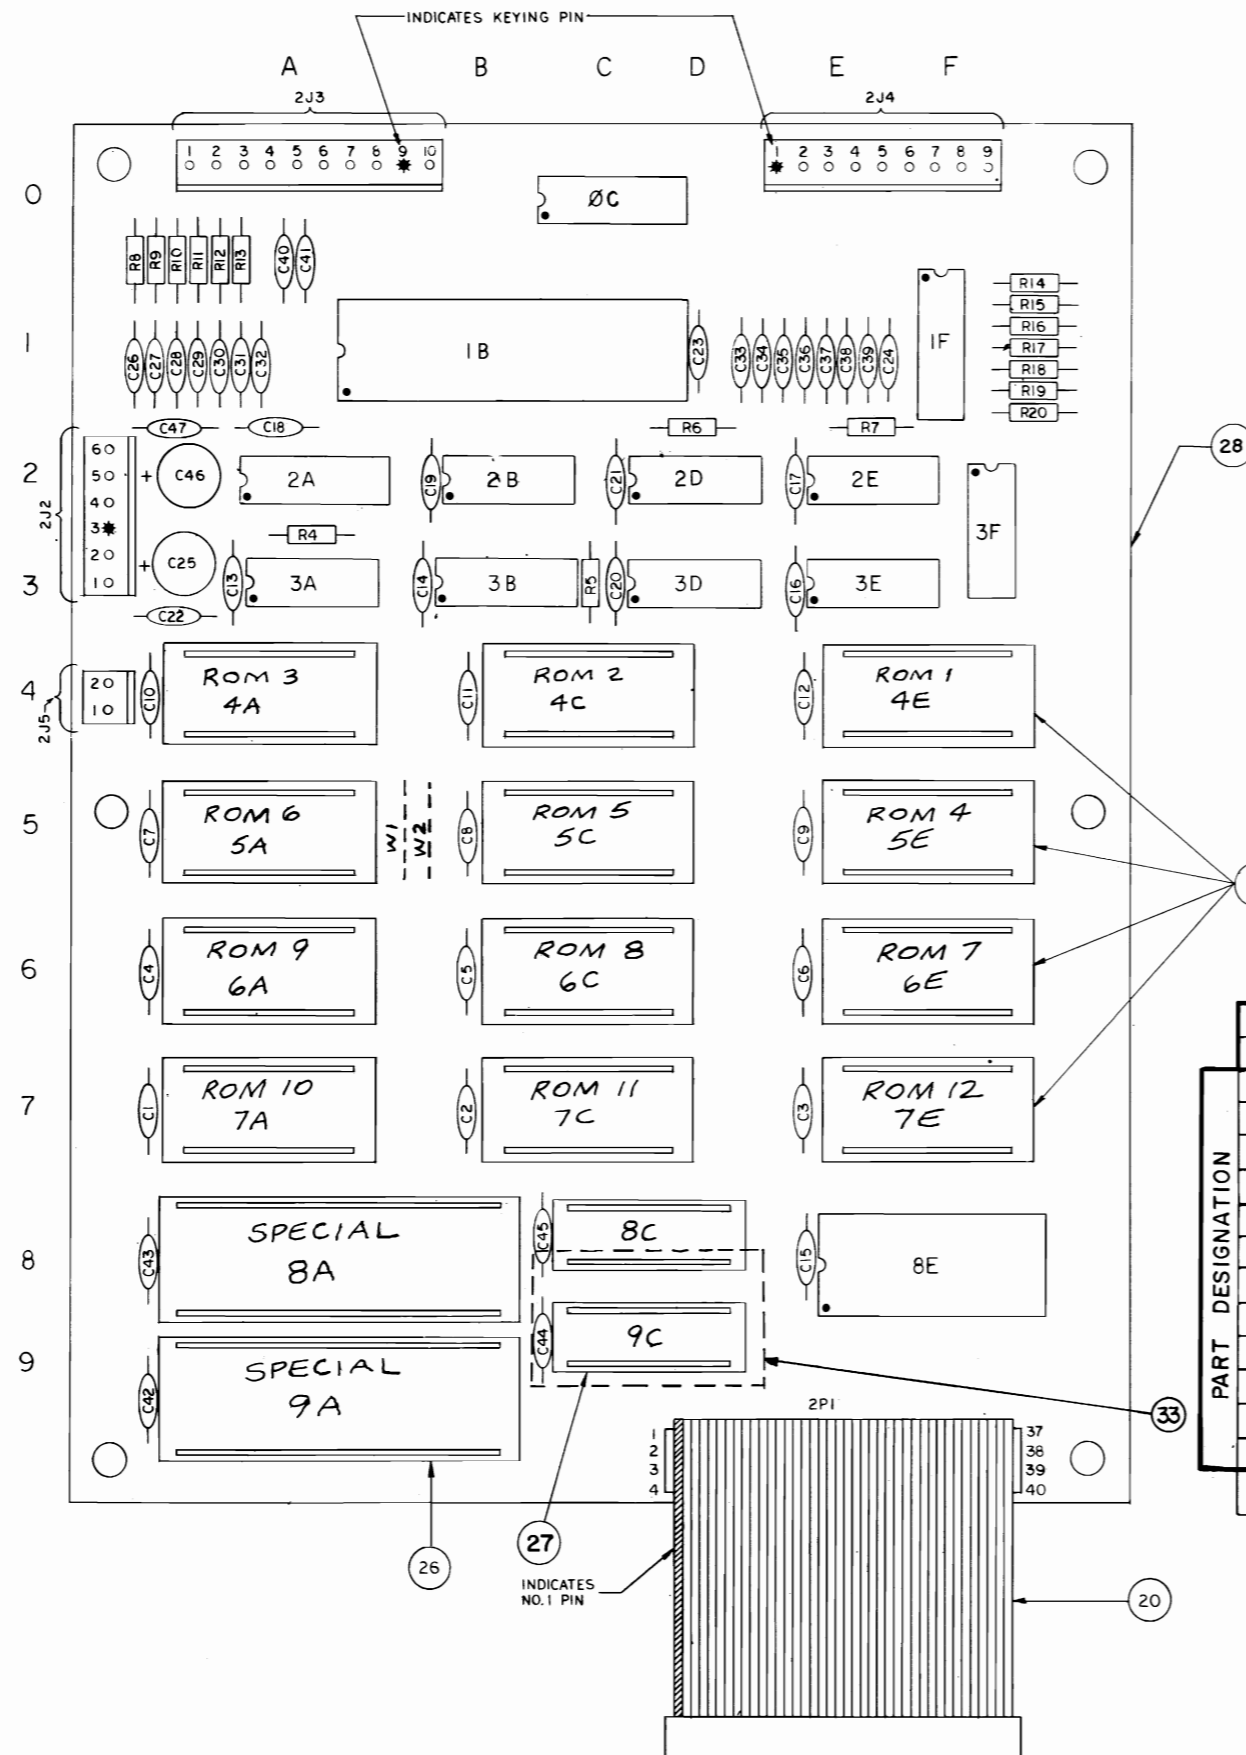 INDICATES KEYING PIN
A B C D E F
2J3 2J4
1 2 3 4 5 6 7 8 9 10
1 2 3 4 5 6 7 8 9
0
ØC
R8 R9 R10 R11 R12 R13 C40 C41
R14
R15
R16
R17
R18
R19
R20
1
1B
1F
C26 C27 C28 C29 C30 C31 C32
C23 C33 C34 C35 C36 C37 C38 C39 C24
C47 C18 R6 R7
2
2J2
6
5
4
3
2
1
+ C46
2A C19 2B C21 2D C17 2E
28
R4
3F
3
+ C25
C13 3A C14 3B R5 C20 3D C16 3E
C22
4
2J5
2
1
C10 ROM 3 C11 ROM 2 C12 ROM 1
4A 4C 4E
5
C7 ROM 6 W1 W2 C8 ROM 5 C9 ROM 4
5A 5C 5E
6
C4 ROM 9 C5 ROM 8 C6 ROM 7
6A 6C 6E
7
C1 ROM 10 C2 ROM 11 C3 ROM 12
7A 7C 7E
PART DESIGNATION
8
C43 SPECIAL C45 8C C15 8E
8A
9
C42 SPECIAL C44 9C
9A
33
2P1
1 37
2 38
3 39
4 40
26
27
INDICATES
NO. 1 PIN
20